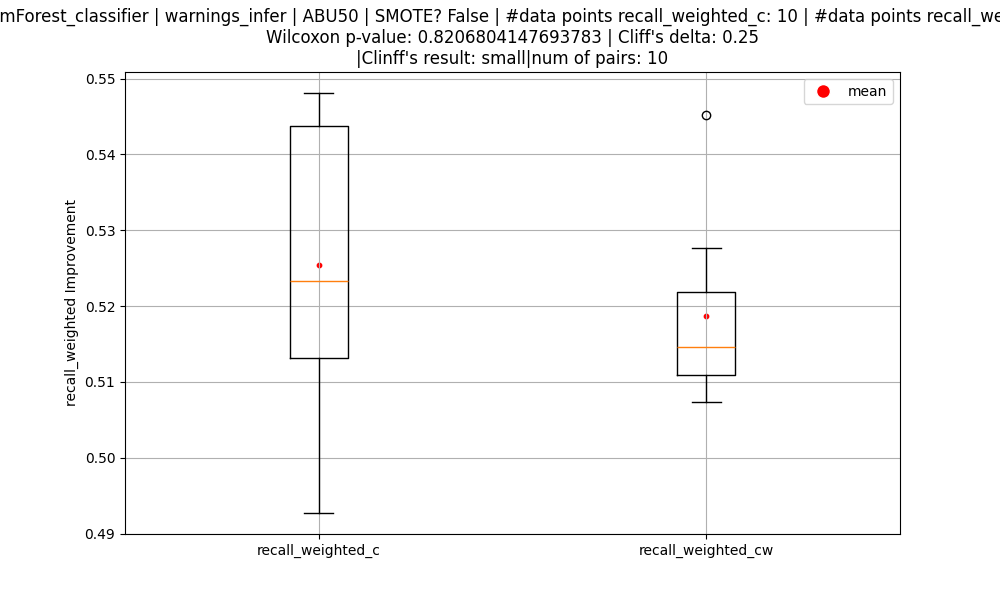 mForest_classifier | warnings_infer | ABU50 | SMOTE? False | #data points recall_weighted_c: 10 | #data points recall_we
Wilcoxon p-value: 0.8206804147693783 | Cliff's delta: 0.25
|Clinff's result: small|num of pairs: 10
mean
0.55
0.54
0.53
0.52
0.51
0.50
0.49
recall_weighted Improvement
recall_weighted_c
recall_weighted_cw